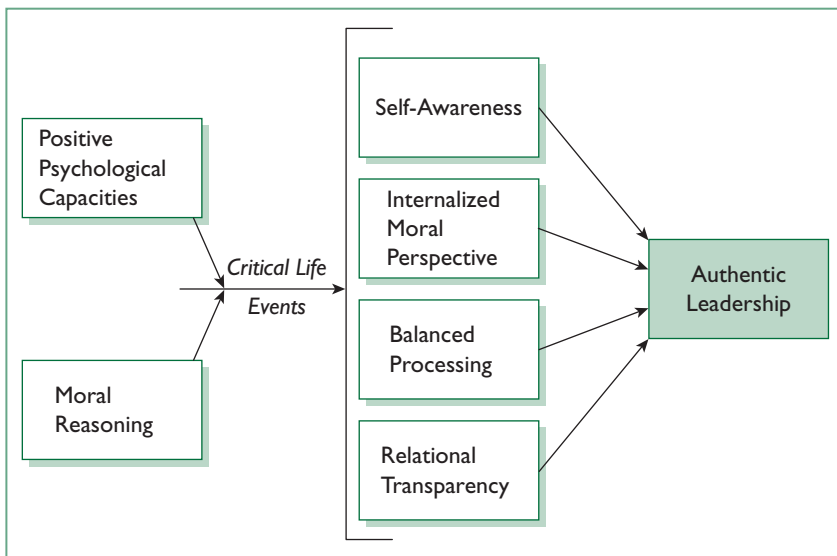 Positive
Psychological
Capacities
Moral
Reasoning
Critical Life
Events
Self-Awareness
Internalized
Moral
Perspective
Balanced
Processing
Relational
Transparency
Authentic
Leadership